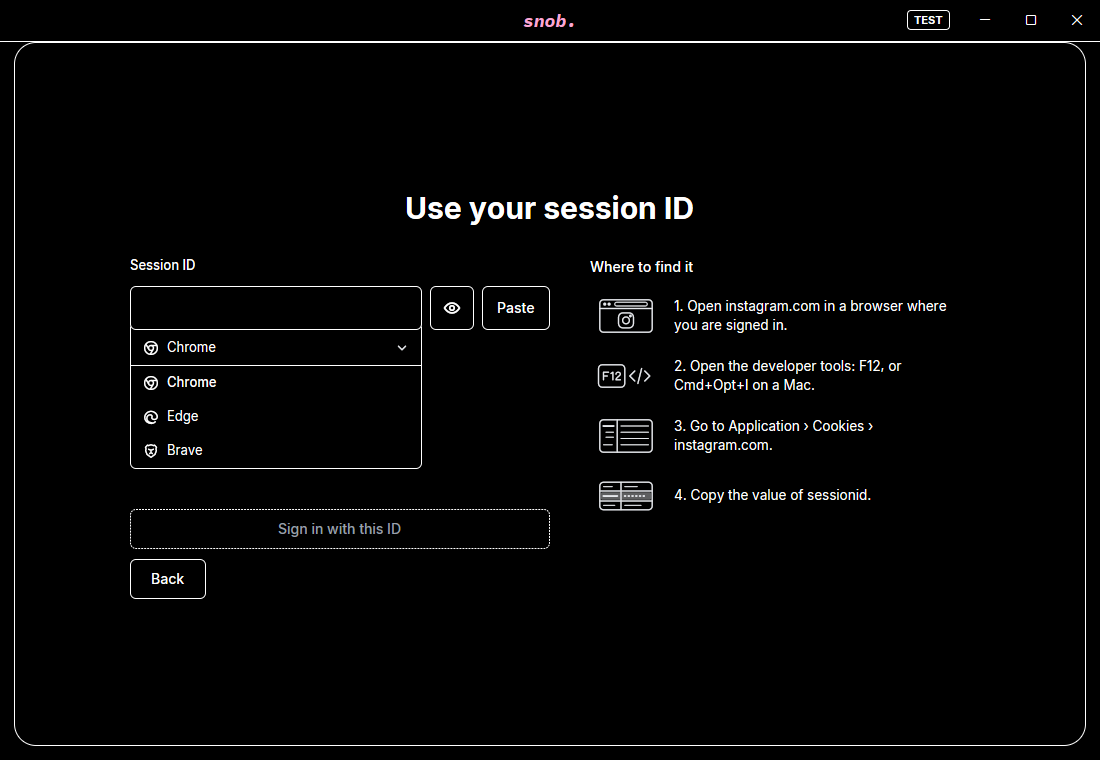 snob.
TEST
Use your session ID
Session ID
Paste
Chrome
Chrome
Edge
Brave
Sign in with this ID
Back
Where to find it
1. Open instagram.com in a browser where
you are signed in.
F12 </>
2. Open the developer tools: F12, or
Cmd+Opt+I on a Mac.
3. Go to Application › Cookies ›
instagram.com.
4. Copy the value of sessionid.